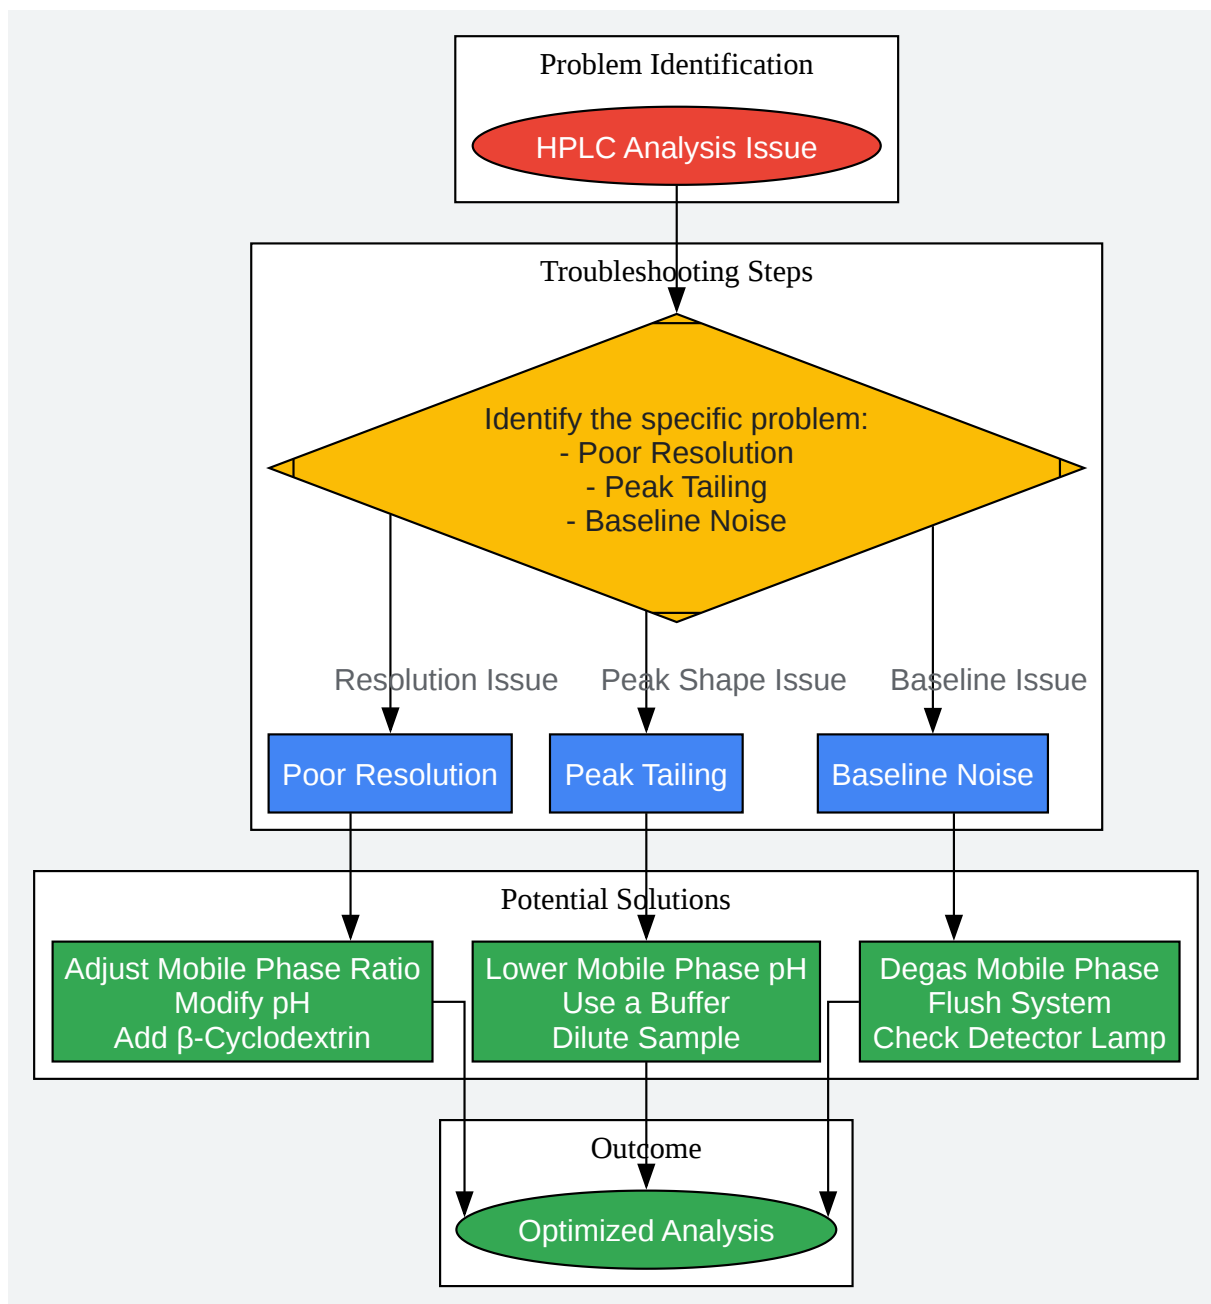 Problem Identification
HPLC Analysis Issue
Troubleshooting Steps
Identify the specific problem:
- Poor Resolution
- Peak Tailing
- Baseline Noise
Resolution Issue
Peak Shape Issue
Baseline Issue
Poor Resolution
Peak Tailing
Baseline Noise
Potential Solutions
Adjust Mobile Phase Ratio
Modify pH
Add β-Cyclodextrin
Lower Mobile Phase pH
Use a Buffer
Dilute Sample
Degas Mobile Phase
Flush System
Check Detector Lamp
Outcome
Optimized Analysis